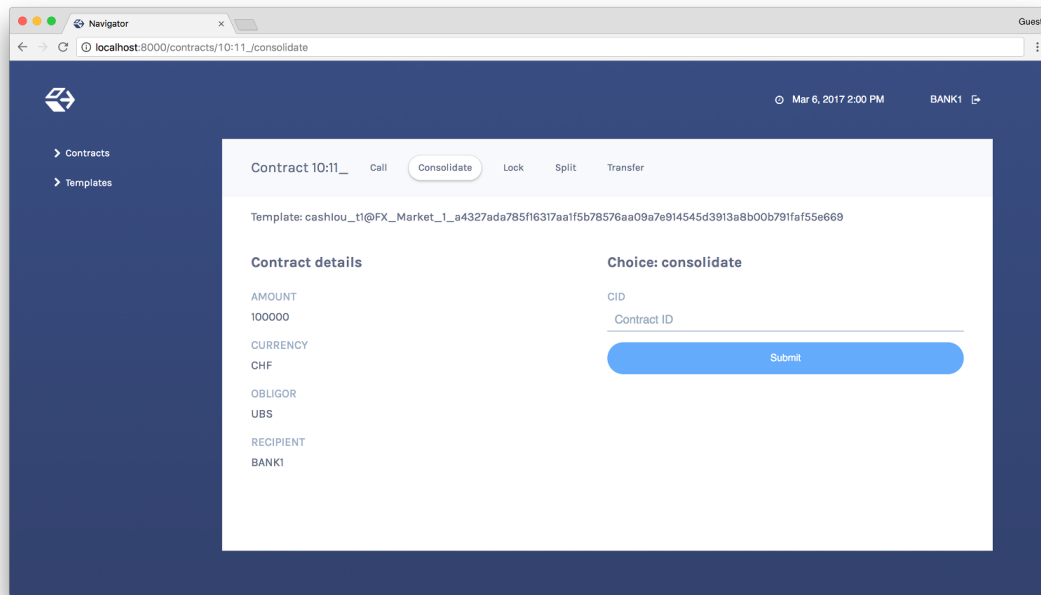 Navigator
Guest
localhost:8000/contracts/10:11_/consolidate
Mar 6, 2017 2:00 PM
BANK1
Contracts
Templates
Contract 10:11_ Call Consolidate Lock Split Transfer
Template: cashIou_t1@FX_Market_1_a4327ada785f16317aa1f5b78576aa09a7e914545d3913a8b00b791faf55e669
Contract details
AMOUNT
100000
CURRENCY
CHF
OBLIGOR
UBS
RECIPIENT
BANK1
Choice: consolidate
CID
Contract ID
Submit